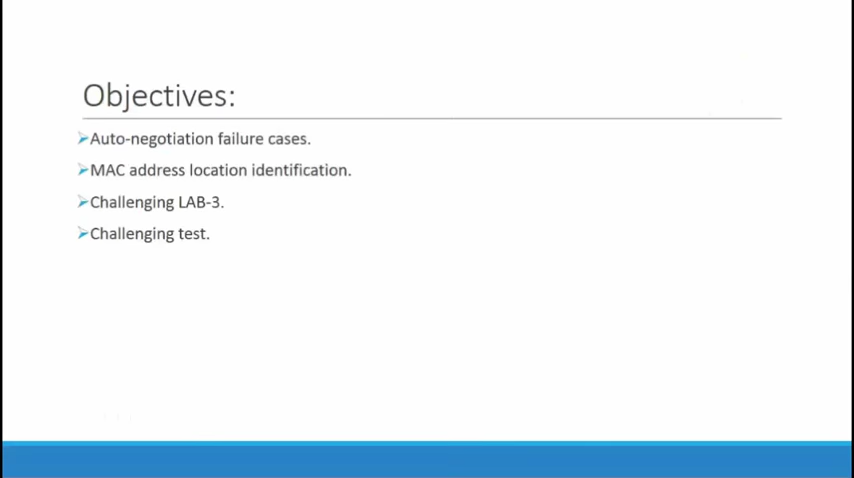 Objectives:
Auto-negotiation failure cases.
MAC address location identification.
Challenging LAB-3.
Challenging test.